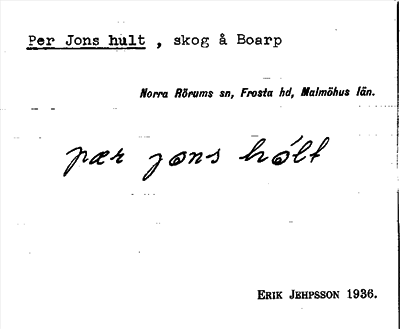 Per Jons hult , skog å Boarp
Norra Rörums sn, Frosta hd, Malmöhus län.
pær jons hólt
ERIK JEHPSSON 1936.